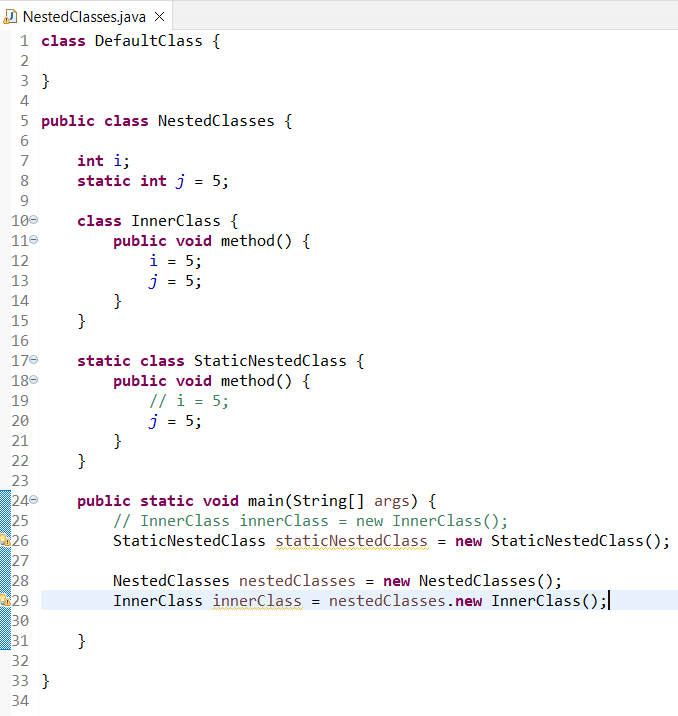 NestedClasses.java
1 class DefaultClass {
2
3 }
4
5 public class NestedClasses {
6
7     int i;
8     static int j = 5;
9
10     class InnerClass {
11         public void method() {
12             i = 5;
13             j = 5;
14         }
15     }
16
17     static class StaticNestedClass {
18         public void method() {
19             // i = 5;
20             j = 5;
21         }
22     }
23
24     public static void main(String[] args) {
25         // InnerClass innerClass = new InnerClass();
26         StaticNestedClass staticNestedClass = new StaticNestedClass();
27
28         NestedClasses nestedClasses = new NestedClasses();
29         InnerClass innerClass = nestedClasses.new InnerClass();
30
31     }
32
33 }
34